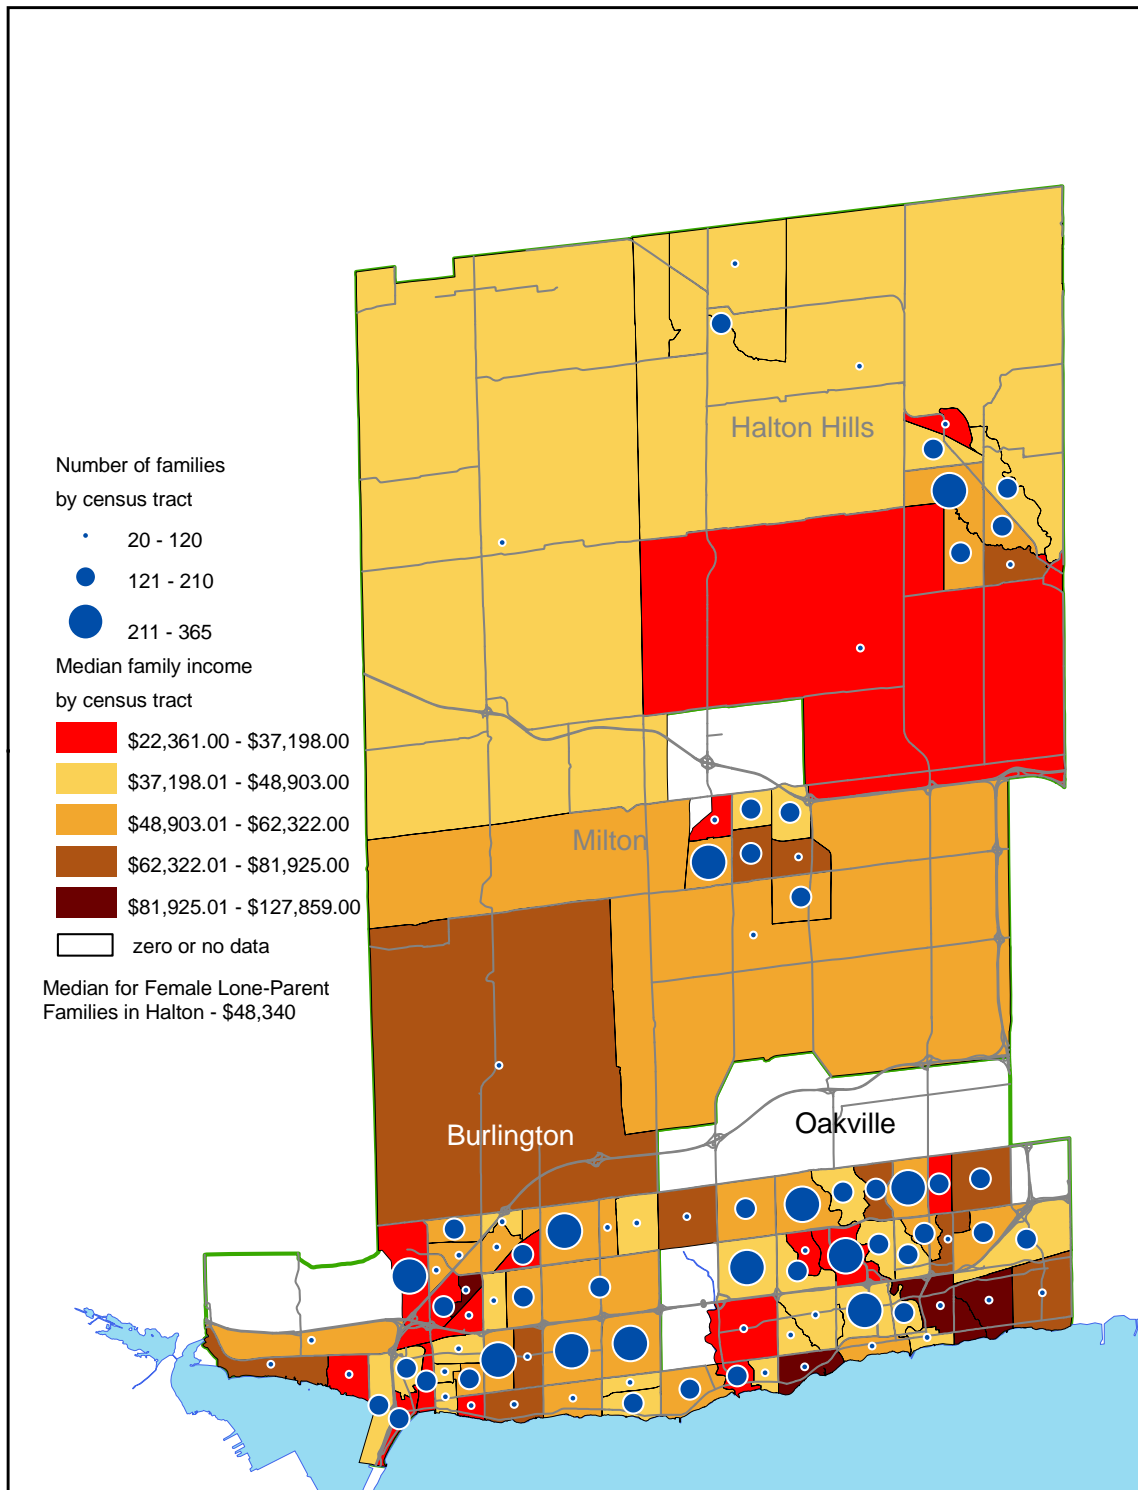 Halton Hills
Number of families
by census tract
20 - 120
121 - 210
211 - 365
Median family income
by census tract
$22,361.00 - $37,198.00
$37,198.01 - $48,903.00
$48,903.01 - $62,322.00
$62,322.01 - $81,925.00
$81,925.01 - $127,859.00
zero or no data
Median for Female Lone-Parent
Families in Halton - $48,340
Milton
Burlington
Oakville